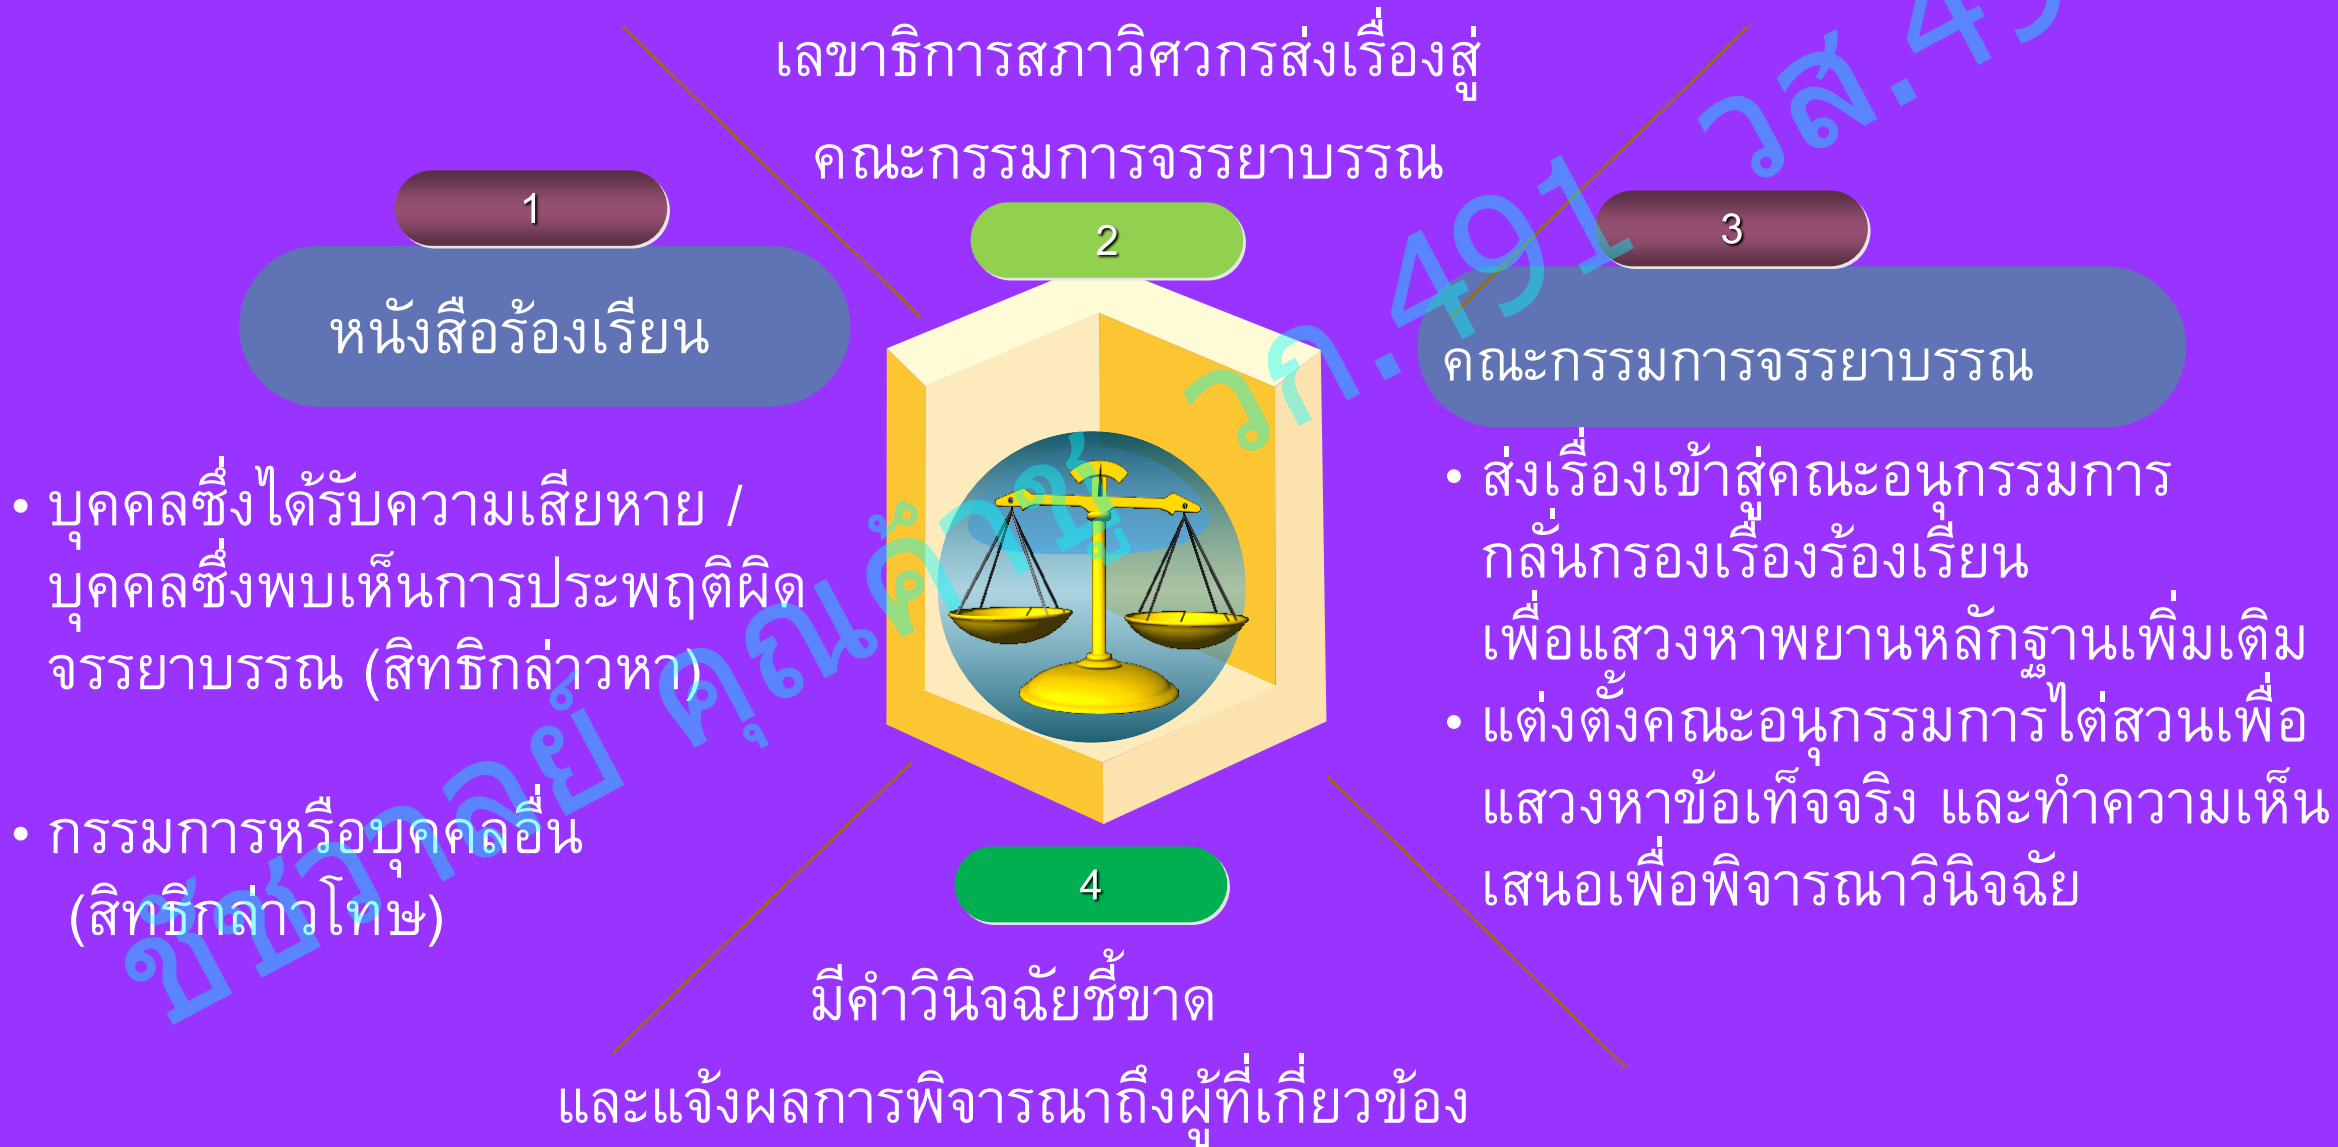 เลขาธิการสภาวิศวกรส่งเรื่องสู่
คณะกรรมการจรรยาบรรณ
1
หนังสือร้องเรียน
• บุคคลซึ่งได้รับความเสียหาย /
บุคคลซึ่งพบเห็นการประพฤติผิด
จรรยาบรรณ (สิทธิกล่าวหา)
• กรรมการหรือบุคคลอื่น
(สิทธิกล่าวโทษ)
2
3
คณะกรรมการจรรยาบรรณ
• ส่งเรื่องเข้าสู่คณะอนุกรรมการ
กลั่นกรองเรื่องร้องเรียน
เพื่อแสวงหาพยานหลักฐานเพิ่มเติม
• แต่งตั้งคณะอนุกรรมการไต่สวนเพื่อ
แสวงหาข้อเท็จจริง และทำความเห็น
เสนอเพื่อพิจารณาวินิจฉัย
4
มีคำวินิจฉัยชี้ขาด
และแจ้งผลการพิจารณาถึงผู้ที่เกี่ยวข้อง
ชัชวาลย์ คุณค้ำชู วก.491 วส.49